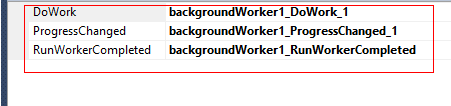 DoWork backgroundWorker1_DoWork_1
ProgressChanged backgroundWorker1_ProgressChanged_1
RunWorkerCompleted backgroundWorker1_RunWorkerCompleted